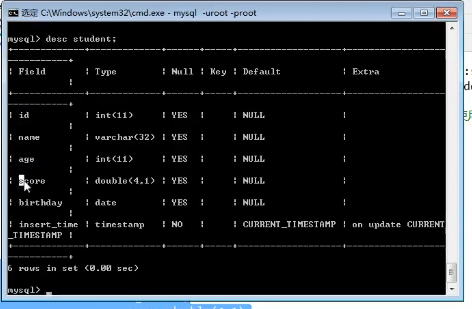 选定 C:\Windows\system32\cmd.exe - mysql -uroot -proot
mysql> desc student;
+--------------+-------------+------+-----+-------------------+---------------
--------------+
| Field | Type | Null | Key | Default | Extra
|
+--------------+-------------+------+-----+-------------------+---------------
--------------+
| id | int(11) | YES | | NULL |
|
| name | varchar(32) | YES | | NULL |
|
| age | int(11) | YES | | NULL |
|
| score | double(4,1) | YES | | NULL |
|
| birthday | date | YES | | NULL |
|
| insert_time | timestamp | NO | | CURRENT_TIMESTAMP | on update CURRENT
_TIMESTAMP |
+--------------+-------------+------+-----+-------------------+---------------
--------------+
6 rows in set (0.00 sec)
mysql>